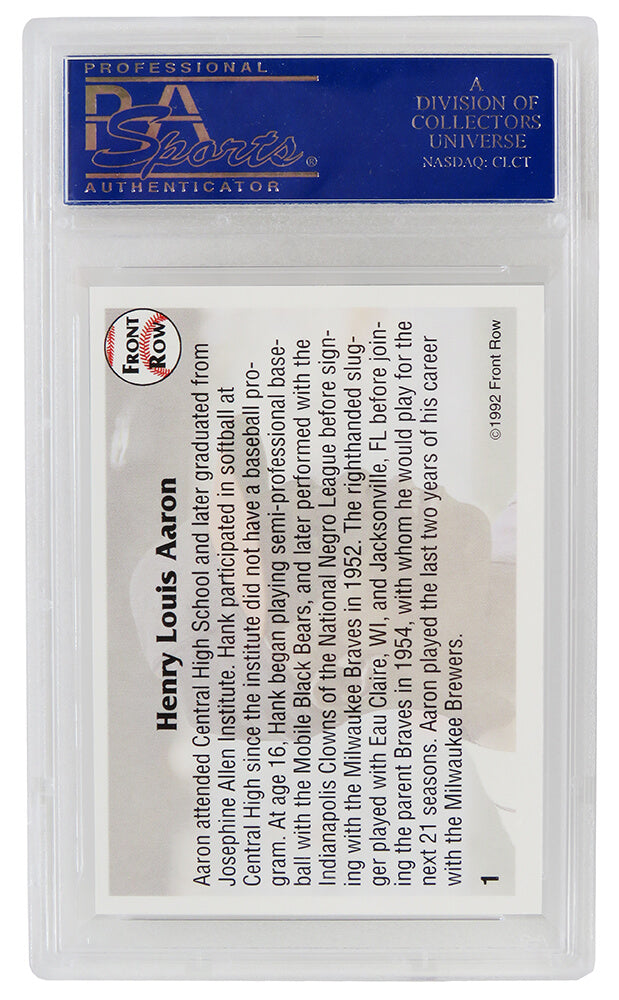 PROFESSIONAL
PSA
Sports®
AUTHENTICATOR
A
DIVISION OF
COLLECTORS
UNIVERSE
NASDAQ: CLCT
FRONT
ROW
Henry Louis Aaron
Aaron attended Central High School and later graduated from
Josephine Allen Institute. Hank participated in softball at
Central High since the institute did not have a baseball pro-
gram. At age 16, Hank began playing semi-professional base-
ball with the Mobile Black Bears, and later performed with the
Indianapolis Clowns of the National Negro League before sign-
ing with the Milwaukee Braves in 1952. The righthanded slug-
ger played with Eau Claire, WI, and Jacksonville, FL before join-
ing the parent Braves in 1954, with whom he would play for the
next 21 seasons. Aaron played the last two years of his career
with the Milwaukee Brewers.
1
©1992 Front Row